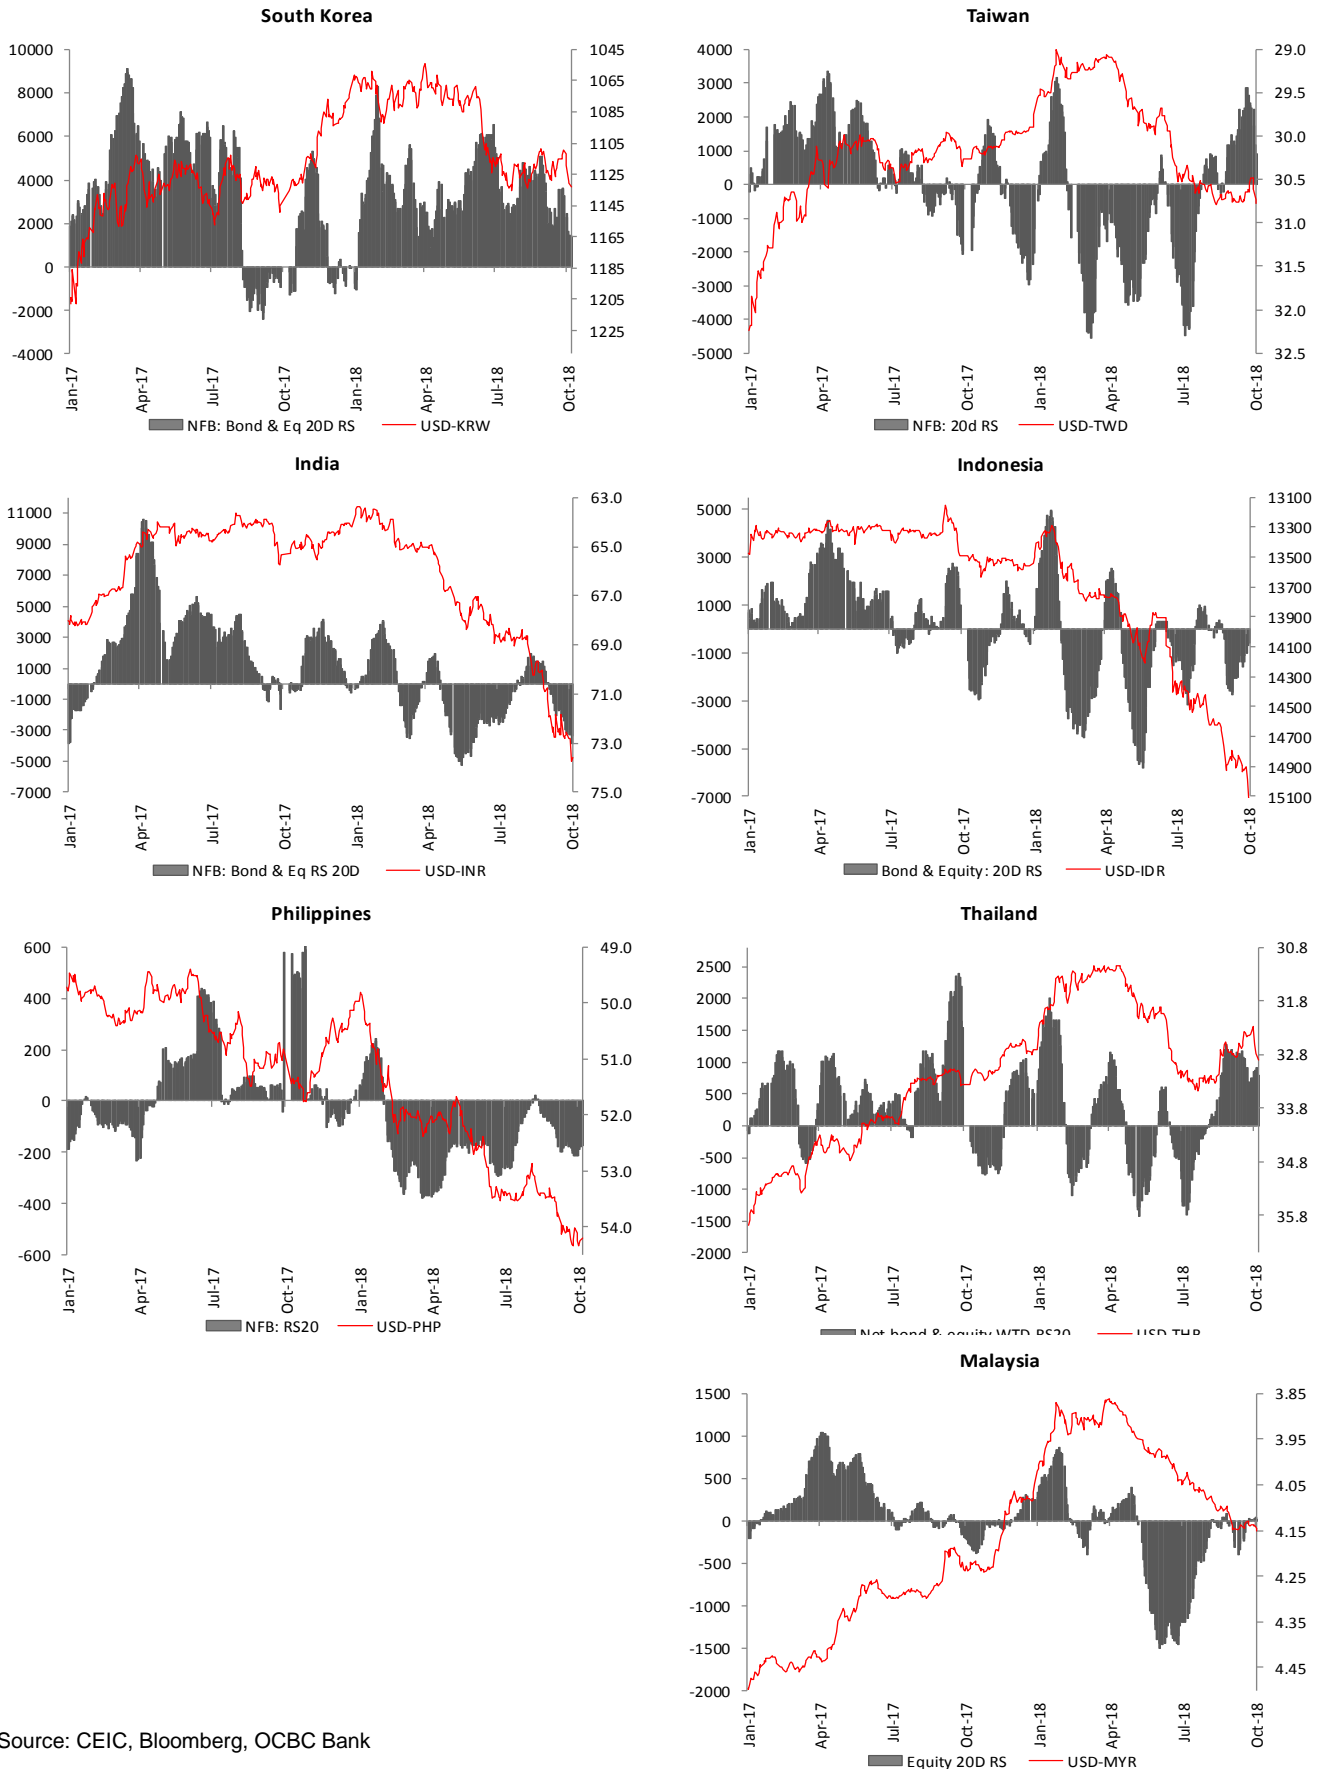 South Korea
10000
8000
6000
4000
2000
0
-2000
-4000
1045
1065
1085
1105
1125
1145
1165
1185
1205
1225
Jan-17
Apr-17
Jul-17
Oct-17
Jan-18
Apr-18
Jul-18
Oct-18
NFB: Bond & Eq 20D RS
USD-KRW
Taiwan
4000
3000
2000
1000
0
-1000
-2000
-3000
-4000
-5000
29.0
29.5
30.0
30.5
31.0
31.5
32.0
32.5
Jan-17
Apr-17
Jul-17
Oct-17
Jan-18
Apr-18
Jul-18
Oct-18
NFB: 20d RS
USD-TWD
India
11000
9000
7000
5000
3000
1000
-1000
-3000
-5000
-7000
63.0
65.0
67.0
69.0
71.0
73.0
75.0
Jan-17
Apr-17
Jul-17
Oct-17
Jan-18
Apr-18
Jul-18
Oct-18
NFB: Bond & Eq RS 20D
USD-INR
Indonesia
5000
3000
1000
-1000
-3000
-5000
-7000
13100
13300
13500
13700
13900
14100
14300
14500
14700
14900
15100
Jan-17
Apr-17
Jul-17
Oct-17
Jan-18
Apr-18
Jul-18
Oct-18
Bond & Equity: 20D RS
USD-IDR
Philippines
600
400
200
0
-200
-400
-600
49.0
50.0
51.0
52.0
53.0
54.0
Jan-17
Apr-17
Jul-17
Oct-17
Jan-18
Apr-18
Jul-18
Oct-18
NFB: RS20
USD-PHP
Thailand
2500
2000
1500
1000
500
0
-500
-1000
-1500
-2000
30.8
31.8
32.8
33.8
34.8
35.8
Jan-17
Apr-17
Jul-17
Oct-17
Jan-18
Apr-18
Jul-18
Oct-18
Net bond & equity WTD RS20
USD-THB
Malaysia
1500
1000
500
0
-500
-1000
-1500
-2000
3.85
3.95
4.05
4.15
4.25
4.35
4.45
Jan-17
Apr-17
Jul-17
Oct-17
Jan-18
Apr-18
Jul-18
Oct-18
Equity 20D RS
USD-MYR
Source: CEIC, Bloomberg, OCBC Bank